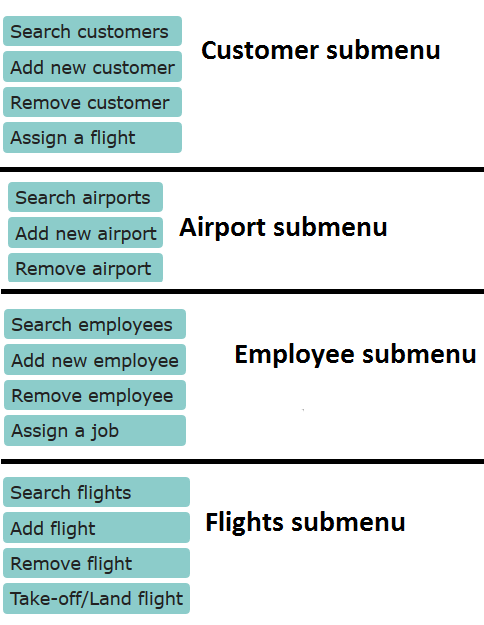 Search customers
Customer submenu
Add new customer
Remove customer
Assign a flight
Search airports
Airport submenu
Add new airport
Remove airport
Search employees
Employee submenu
Add new employee
Remove employee
Assign a job
Search flights
Flights submenu
Add flight
Remove flight
Take-off/Land flight